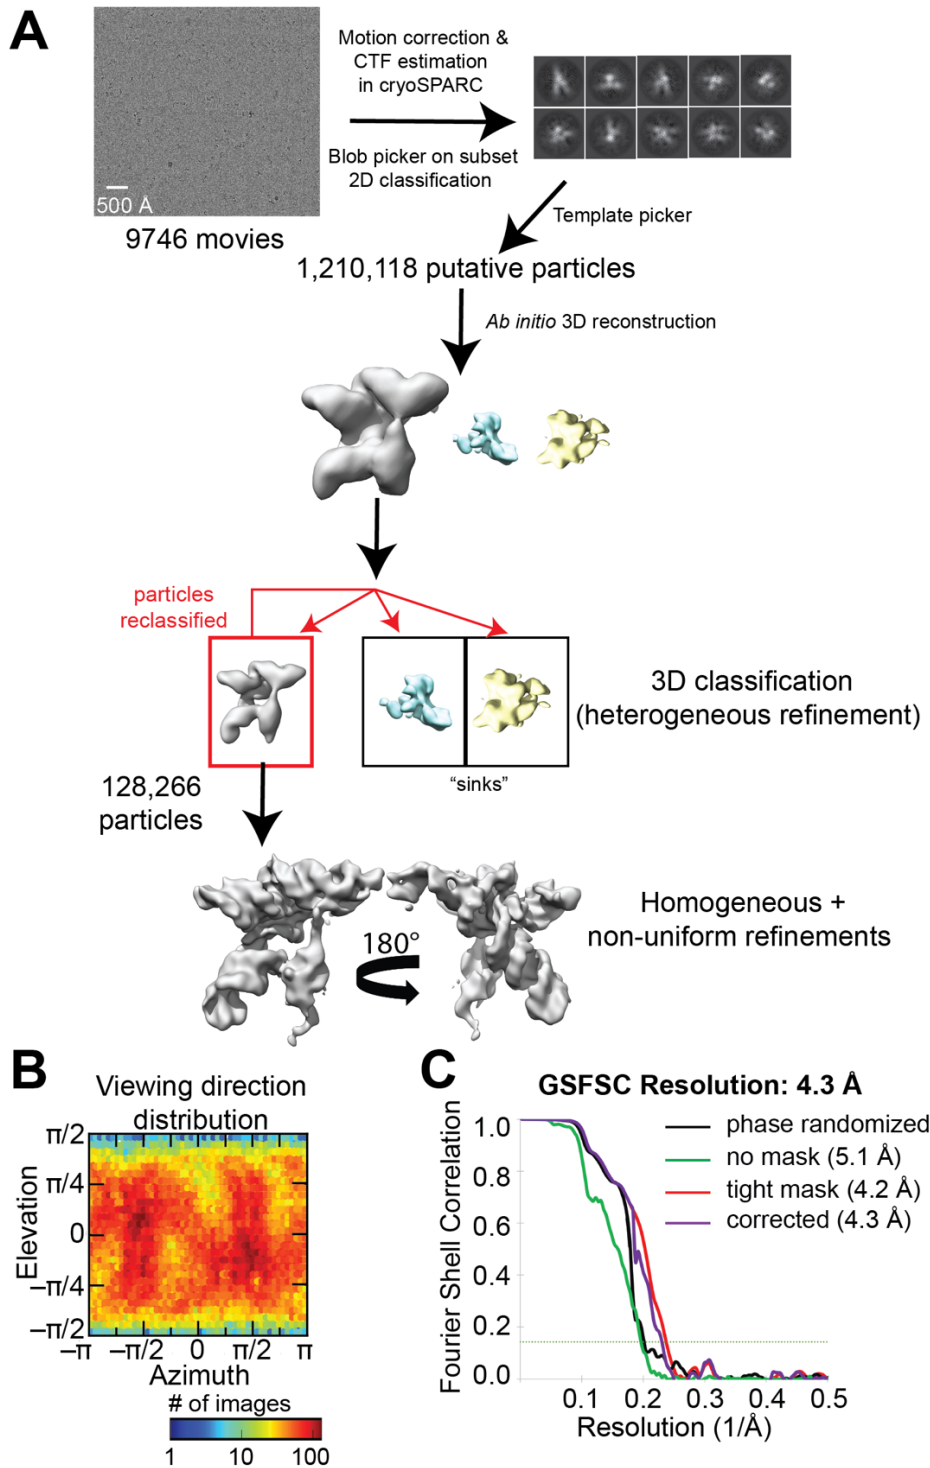 A
Motion correction &
CTF estimation
in cryoSPARC
Blob picker on subset
2D classification
500 Å
9746 movies
Template picker
1,210,118 putative particles
Ab initio 3D reconstruction
particles
reclassified
3D classification
(heterogeneous refinement)
“sinks”
128,266
particles
180°
Homogeneous +
non-uniform refinements
B
Viewing direction
distribution
π/2
π/4
0
−π/4
−π/2
Elevation
−π −π/2 0 π/2 π
Azimuth
# of images
1 10 100
C
GSFSC Resolution: 4.3 Å
phase randomized
no mask (5.1 Å)
tight mask (4.2 Å)
corrected (4.3 Å)
Fourier Shell Correlation
1.0
0.8
0.6
0.4
0.2
0.0
0.1 0.2 0.3 0.4 0.5
Resolution (1/Å)